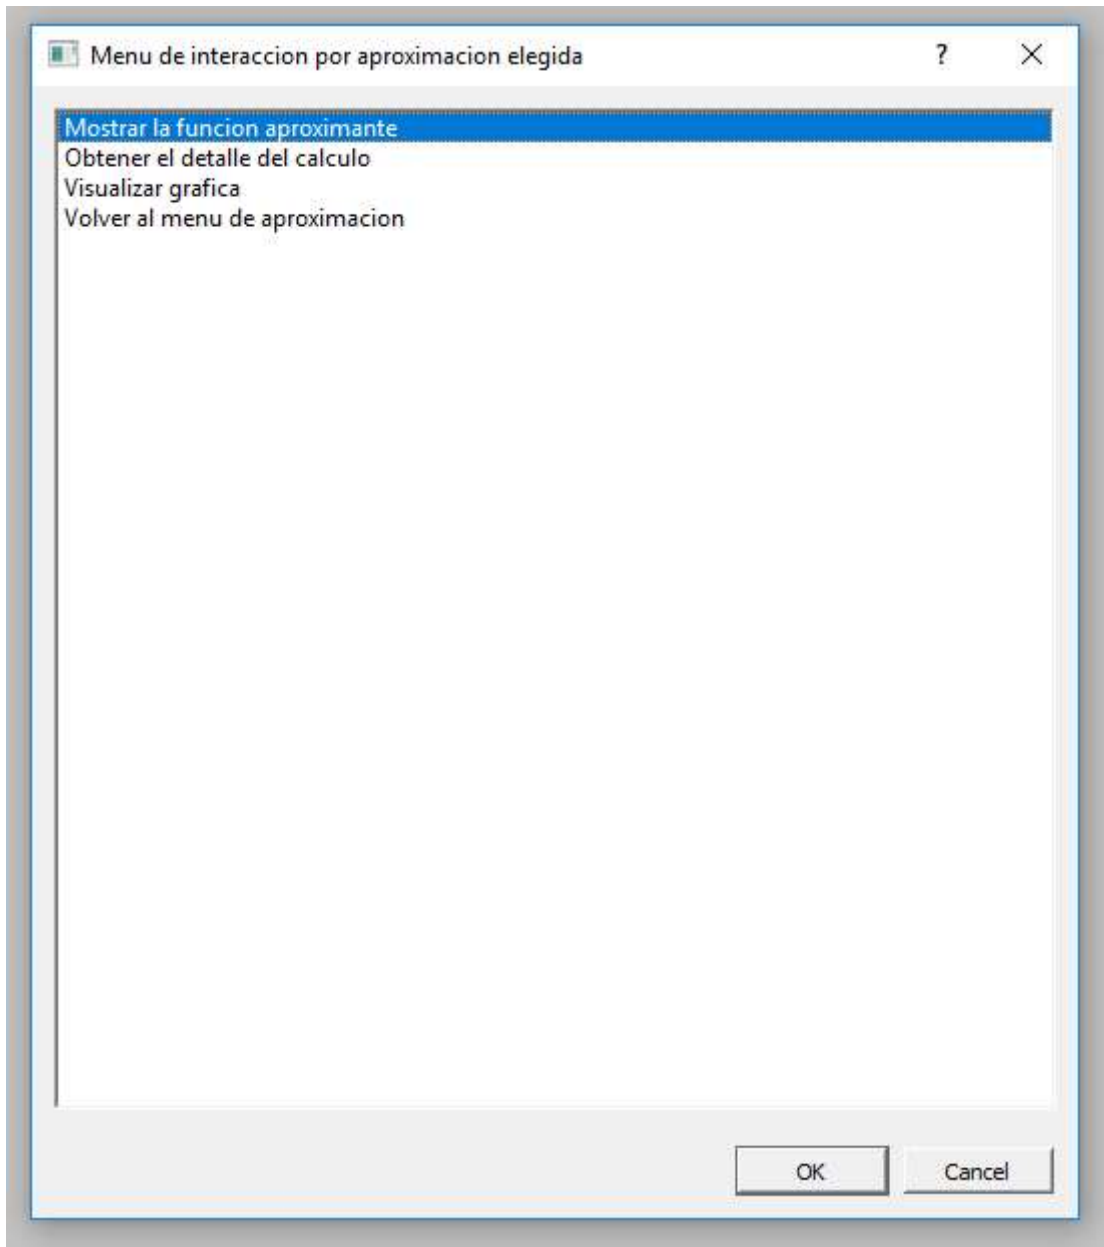 Menu de interaccion por aproximacion elegida ?
Mostrar la funcion aproximante
Obtener el detalle del calculo
Visualizar grafica
Volver al menu de aproximacion
OK Cancel